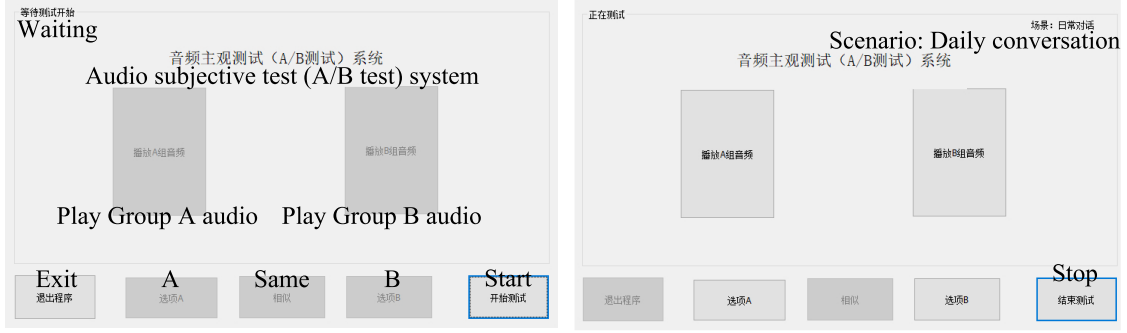 等待测试开始
Waiting
音频主观测试（A/B测试）系统
Audio subjective test (A/B test) system
播放A组音频
播放B组音频
Play Group A audio
Play Group B audio
Exit
退出程序
A
选项A
Same
相似
B
选项B
Start
开始测试
正在测试
场景：日常对话
Scenario: Daily conversation
音频主观测试（A/B测试）系统
播放A组音频
播放B组音频
退出程序
选项A
相似
选项B
Stop
结束测试